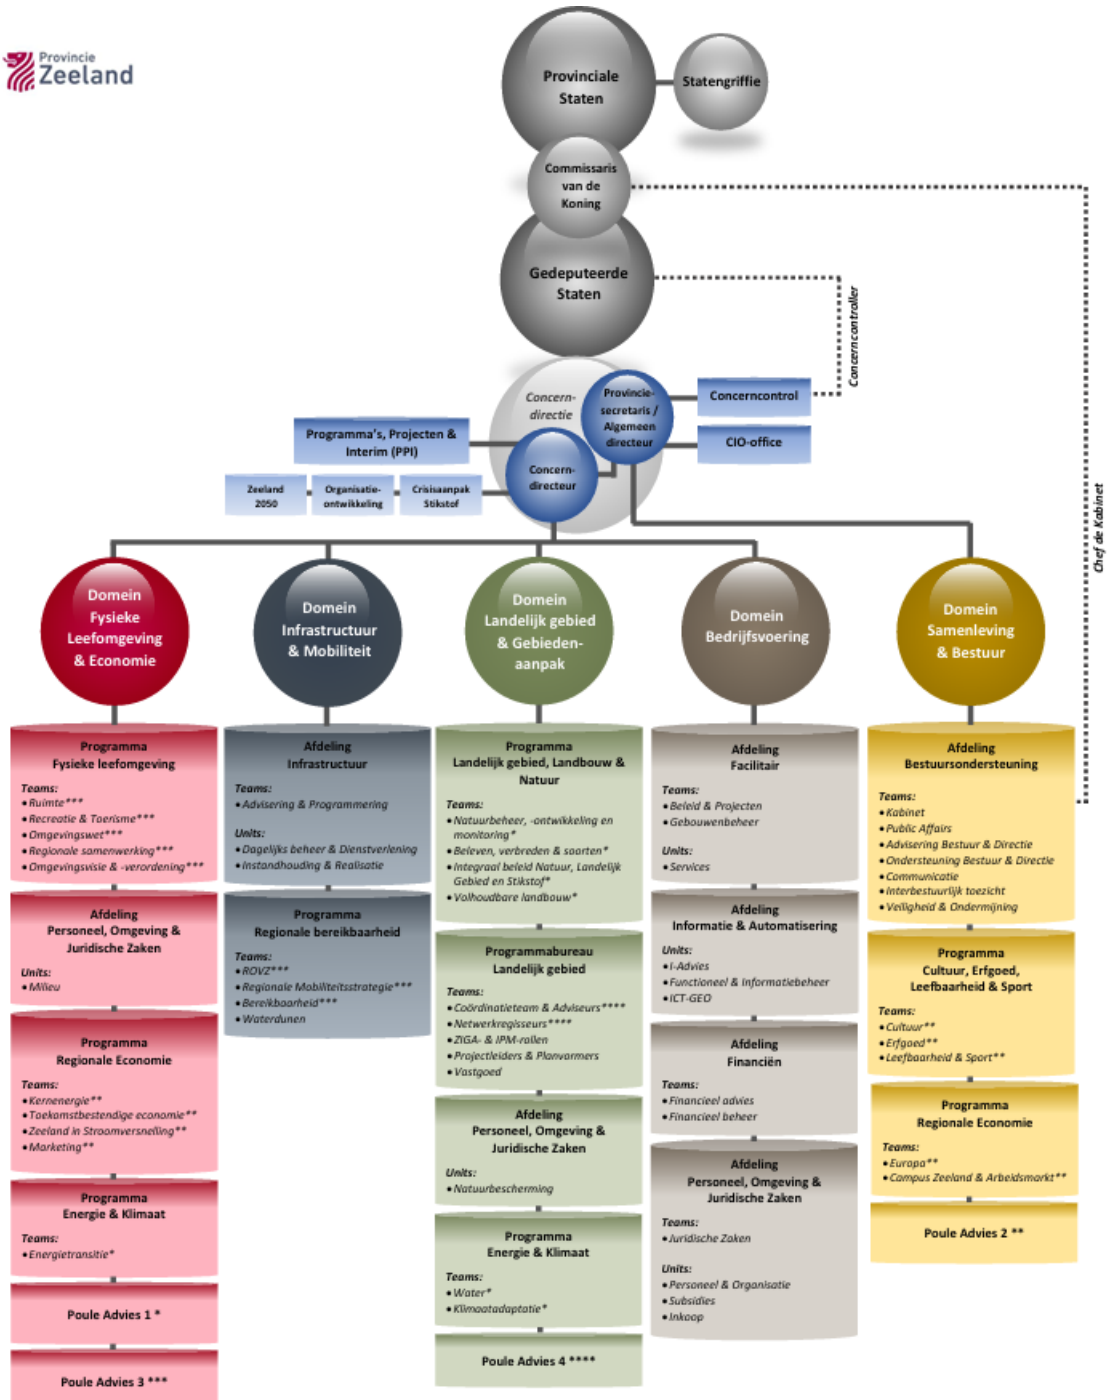 Provincie
Zeeland
Provinciale
Staten
Statengriffie
Commissaris
van de
Koning
Gedeputeerde
Staten
Concerncontroller
Chef de Kabinet
Concern-
directie
Provincie-
secretaris /
Algemeen
directeur
Concerncontrol
CIO-office
Programma's, Projecten &
Interim (PPI)
Concern-
directeur
Zeeland
2050
Organisatie-
ontwikkeling
Crisisaanpak
Stikstof
Domein
Fysieke
Leefomgeving
& Economie
Domein
Infrastructuur
& Mobiliteit
Domein
Landelijk gebied
& Gebieden-
aanpak
Domein
Bedrijfsvoering
Domein
Samenleving
& Bestuur
Programma
Fysieke leefomgeving
Teams:
• Ruimte***
• Recreatie & Toerisme***
• Omgevingswet***
• Regionale samenwerking***
• Omgevingsvisie & -verordening***
Afdeling
Personeel, Omgeving &
Juridische Zaken
Units:
• Milieu
Programma
Regionale Economie
Teams:
• Kernenergie**
• Toekomstbestendige economie**
• Zeeland in Stroomversnelling**
• Marketing**
Programma
Energie & Klimaat
Teams:
• Energietransitie*
Poule Advies 1 *
Poule Advies 3 ***
Afdeling
Infrastructuur
Teams:
• Advisering & Programmering
Units:
• Dagelijks beheer & Dienstverlening
• Instandhouding & Realisatie
Programma
Regionale bereikbaarheid
Teams:
• ROVZ***
• Regionale Mobiliteitsstrategie***
• Bereikbaarheid***
• Waterdunen
Programma
Landelijk gebied, Landbouw &
Natuur
Teams:
• Natuurbeheer, -ontwikkeling en
monitoring*
• Beleven, verbreden & soorten*
• Integraal beleid Natuur, Landelijk
Gebied en Stikstof*
• Volhoudbare landbouw*
Programmabureau
Landelijk gebied
Teams:
• Coördinatieteam & Adviseurs****
• Netwerkregisseurs****
• ZIGA- & IPM-rollen
• Projectleiders & Planvormers
• Vastgoed
Afdeling
Personeel, Omgeving &
Juridische Zaken
Units:
• Natuurbescherming
Programma
Energie & Klimaat
Teams:
• Water*
• Klimaatadaptatie*
Poule Advies 4 ****
Afdeling
Facilitair
Teams:
• Beleid & Projecten
• Gebouwenbeheer
Units:
• Services
Afdeling
Informatie & Automatisering
Units:
• I-Advies
• Functioneel & Informatiebeheer
• ICT-GEO
Afdeling
Financiën
Teams:
• Financieel advies
• Financieel beheer
Afdeling
Personeel, Omgeving &
Juridische Zaken
Teams:
• Juridische Zaken
Units:
• Personeel & Organisatie
• Subsidies
• Inkoop
Afdeling
Bestuursondersteuning
Teams:
• Kabinet
• Public Affairs
• Advisering Bestuur & Directie
• Ondersteuning Bestuur & Directie
• Communicatie
• Interbestuurlijk toezicht
• Veiligheid & Ondermijning
Programma
Cultuur, Erfgoed,
Leefbaarheid & Sport
Teams:
• Cultuur**
• Erfgoed**
• Leefbaarheid & Sport**
Programma
Regionale Economie
Teams:
• Europa**
• Campus Zeeland & Arbeidsmarkt**
Poule Advies 2 **